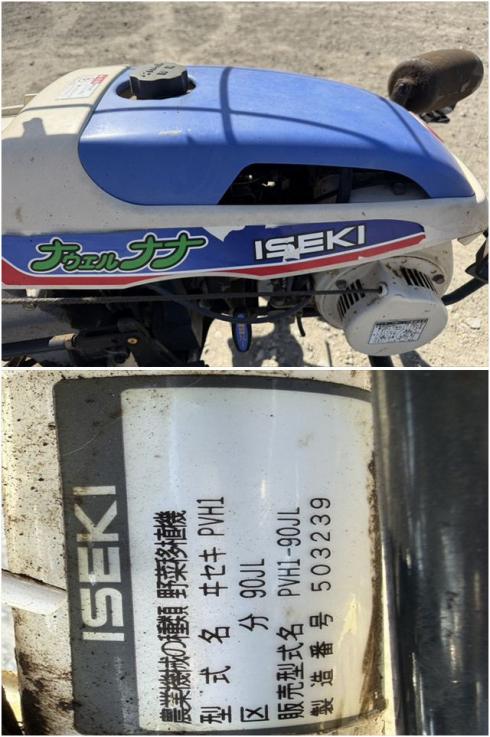 ナウエルナナ
ISEKI
ISEKI
農業機械の種類 野菜移植機
型式名 ヰセキ PVH1
区分 90JL
販売型式名 PVH1-90JL
製造番号 503239